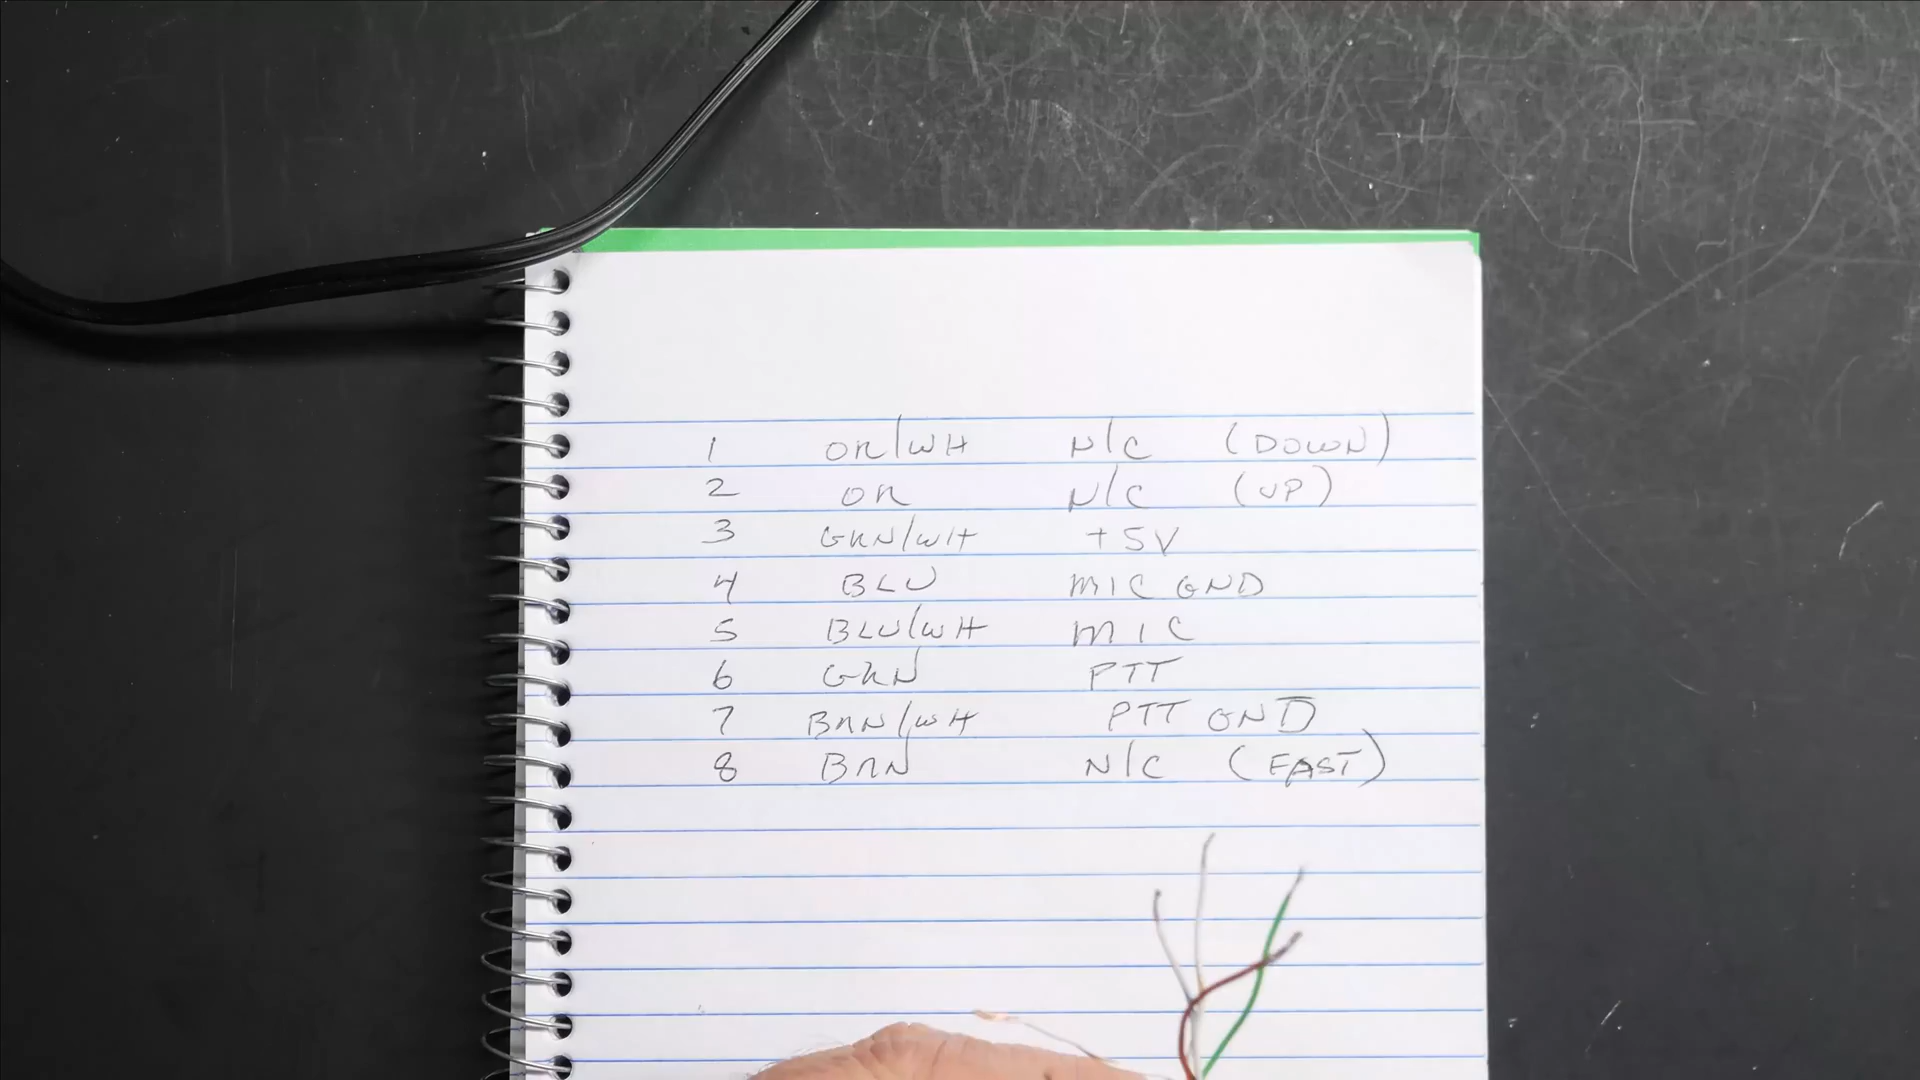 1 OR/WH N/C (DOWN)
2 OR N/C (UP)
3 GRN/WH +5V
4 BLU MIC GND
5 BLU/WH MIC
6 GRN PTT
7 BRN/WH PTT GND
8 BRN N/C (FAST)